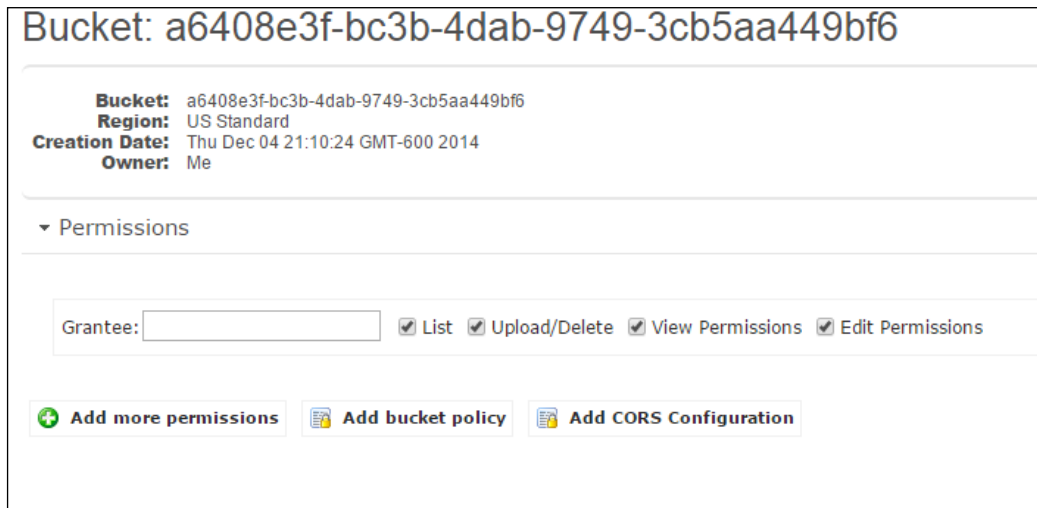 Bucket: a6408e3f-bc3b-4dab-9749-3cb5aa449bf6
Bucket: a6408e3f-bc3b-4dab-9749-3cb5aa449bf6
Region: US Standard
Creation Date: Thu Dec 04 21:10:24 GMT-600 2014
Owner: Me
Permissions
Grantee: List Upload/Delete View Permissions Edit Permissions
Add more permissions Add bucket policy Add CORS Configuration